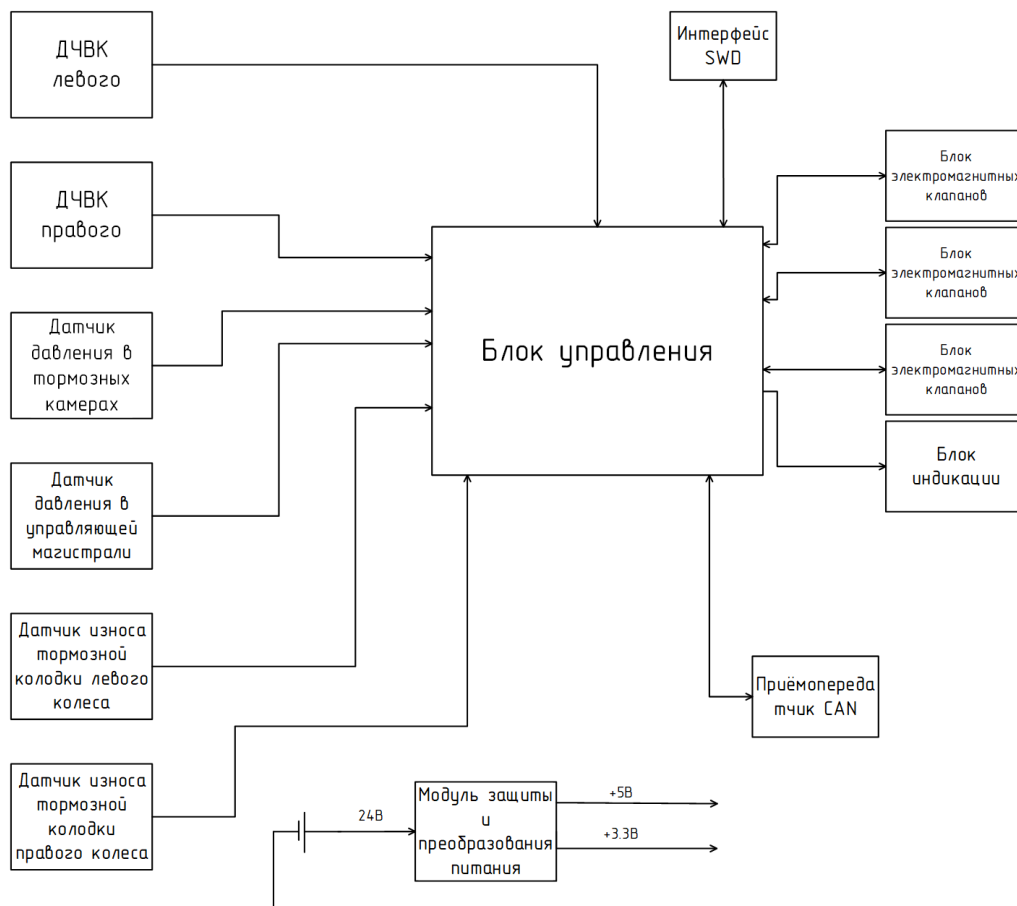 ДЧВК
левого
Интерфейс
SWD
ДЧВК
правого
Блок
электромагнитных
клапанов
Блок
электромагнитных
клапанов
Датчик
давления в
тормозных
камерах
Блок управления
Блок
электромагнитных
клапанов
Блок
индикации
Датчик
давления в
управляющей
магистрали
Датчик износа
тормозной
колодки левого
колеса
Приёмопереда
тчик CAN
Датчик износа
тормозной
колодки
правого колеса
24В
Модуль защиты
и
преобразования
питания
+5В
+3.3В